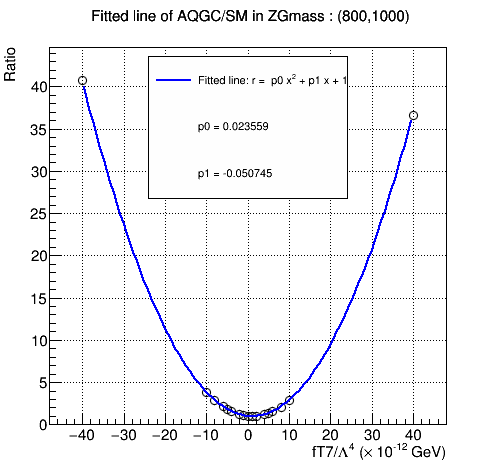 Fitted line of AQGC/SM in ZGmass : (800,1000)
Ratio
Fitted line: r = p0 x² + p1 x + 1
p0 = 0.023559
p1 = -0.050745
40
35
30
25
20
15
10
5
0
−40 −30 −20 −10 0 10 20 30 40
fT7/Λ⁴ (× 10⁻¹² GeV)